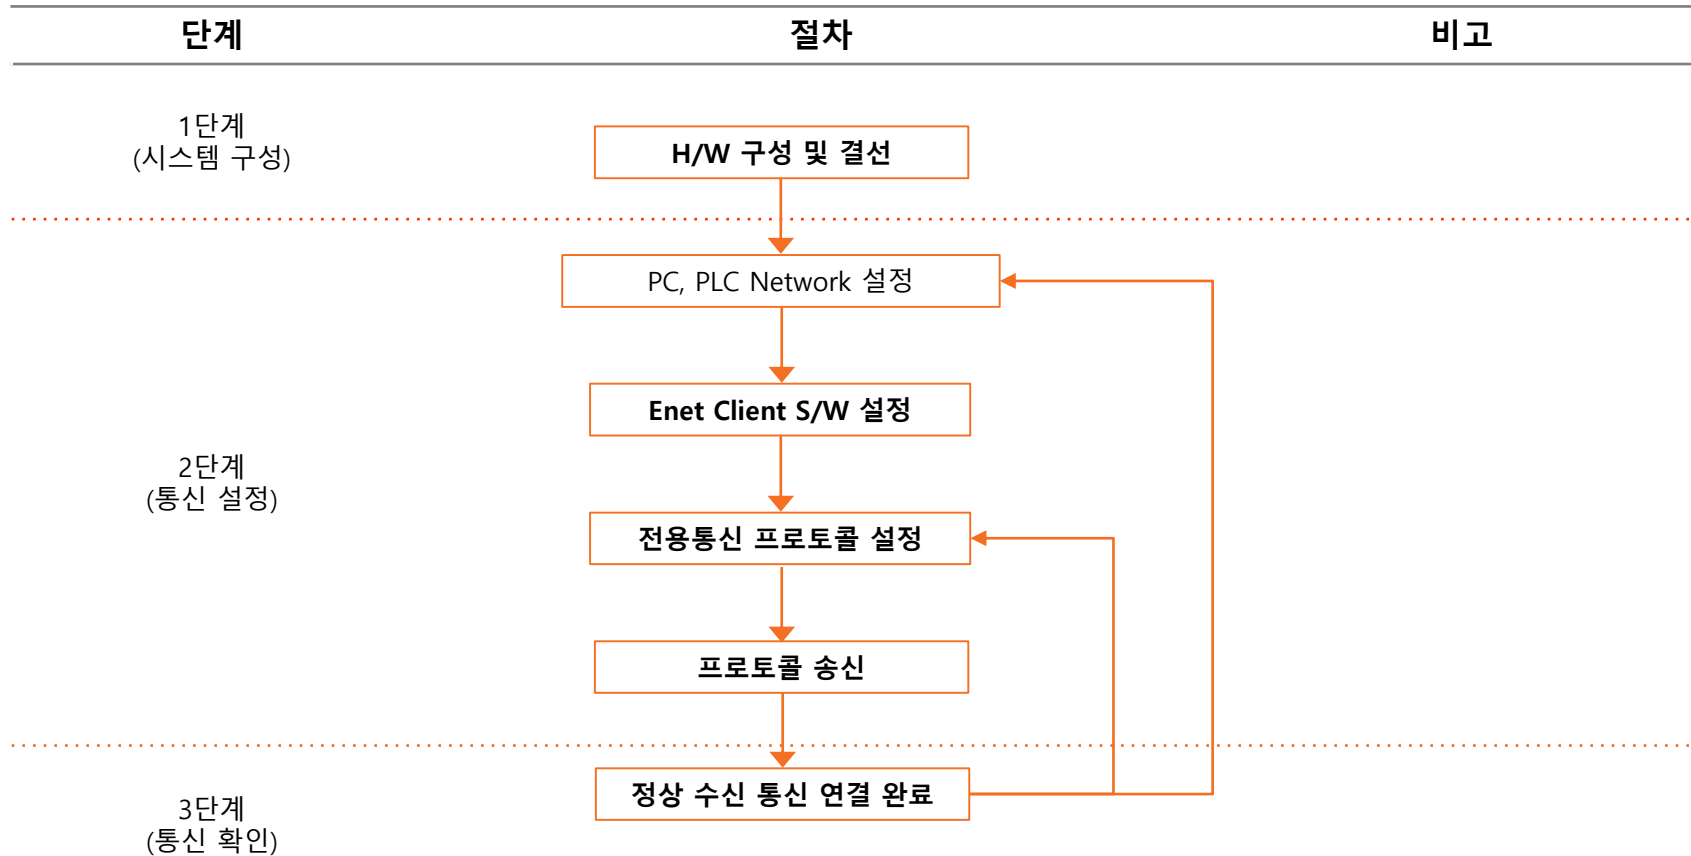 단계 절차 비고
1단계
(시스템 구성)
H/W 구성 및 결선
PC, PLC Network 설정
Enet Client S/W 설정
2단계
(통신 설정)
전용통신 프로토콜 설정
프로토콜 송신
정상 수신 통신 연결 완료
3단계
(통신 확인)